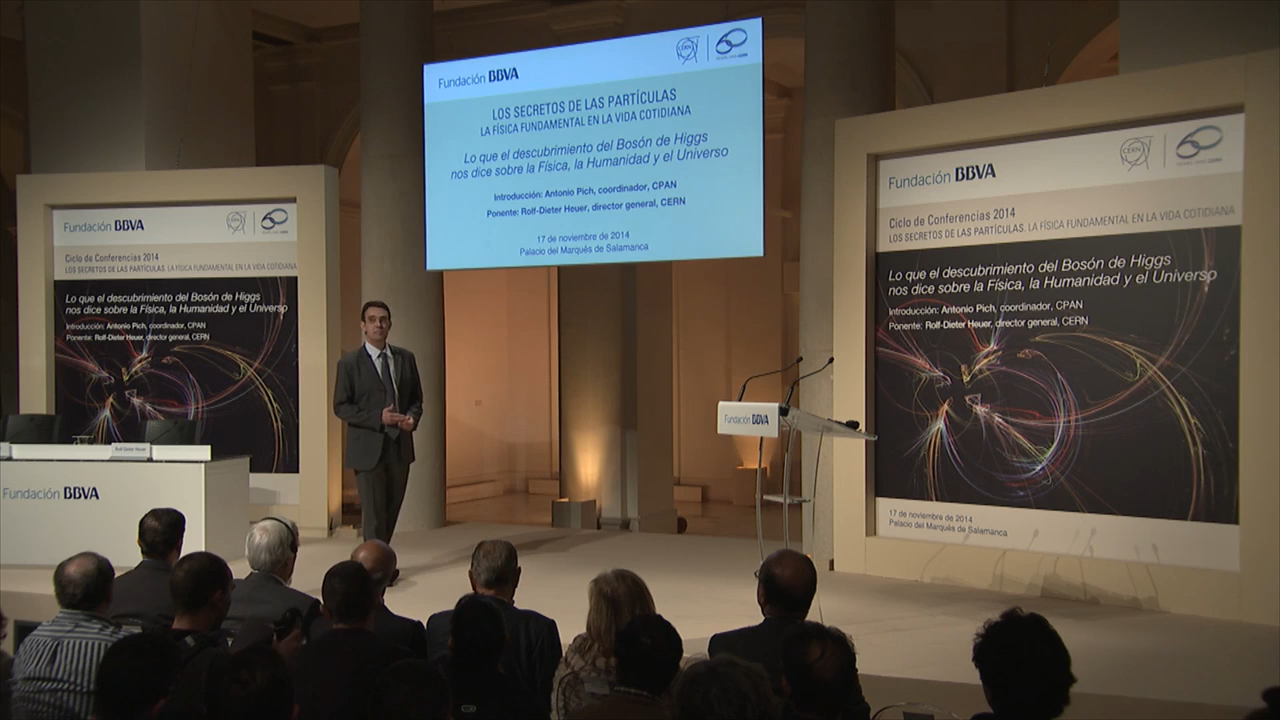 Fundación BBVA
CERN
LOS SECRETOS DE LAS PARTÍCULAS
LA FÍSICA FUNDAMENTAL EN LA VIDA COTIDIANA
Lo que el descubrimiento del Bosón de Higgs
nos dice sobre la Física, la Humanidad y el Universo
Introducción: Antonio Pich, coordinador, CPAN
Ponente: Rolf-Dieter Heuer, director general, CERN
17 de noviembre de 2014
Palacio del Marqués de Salamanca
Fundación BBVA
CERN
Ciclo de Conferencias 2014
LOS SECRETOS DE LAS PARTÍCULAS. LA FÍSICA FUNDAMENTAL EN LA VIDA COTIDIANA
Lo que el descubrimiento del Bosón de Higgs
nos dice sobre la Física, la Humanidad y el Universo
Introducción: Antonio Pich, coordinador, CPAN
Ponente: Rolf-Dieter Heuer, director general, CERN
Rolf-Dieter Heuer
Fundación BBVA
Fundación BBVA
Fundación BBVA
CERN
Ciclo de Conferencias 2014
LOS SECRETOS DE LAS PARTÍCULAS. LA FÍSICA FUNDAMENTAL EN LA VIDA COTIDIANA
Lo que el descubrimiento del Bosón de Higgs
nos dice sobre la Física, la Humanidad y el Universo
Introducción: Antonio Pich, coordinador, CPAN
Ponente: Rolf-Dieter Heuer, director general, CERN
17 de noviembre de 2014
Palacio del Marqués de Salamanca